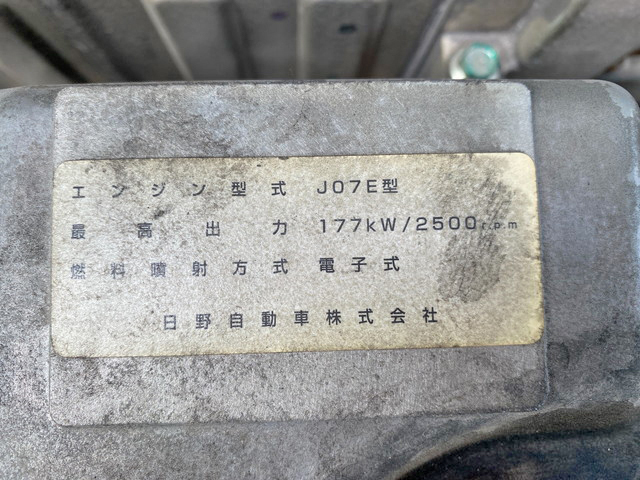 エンジン型式 J07E型
最高出力 177kW/2500r.p.m
燃料噴射方式 電子式
日野自動車株式会社